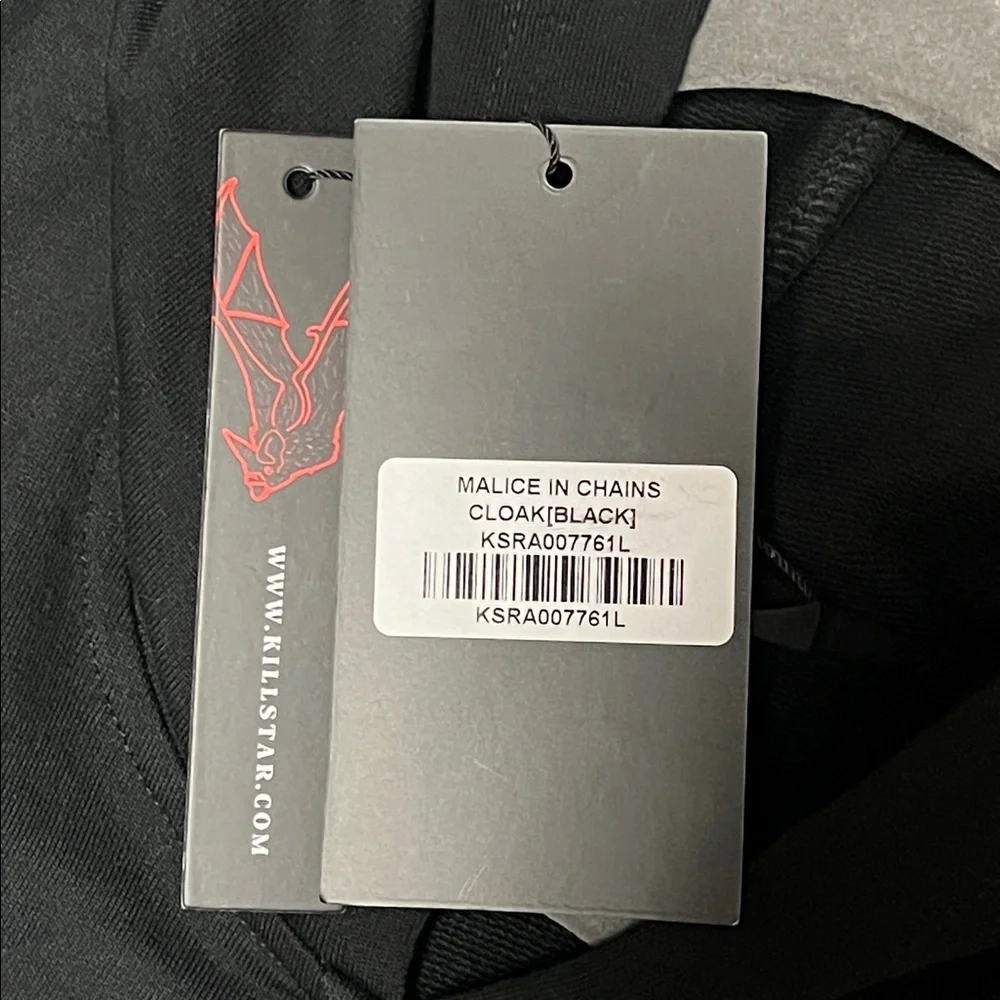 WWW.KILLSTAR.COM
MALICE IN CHAINS
CLOAK[BLACK]
KSRA007761L
KSRA007761L